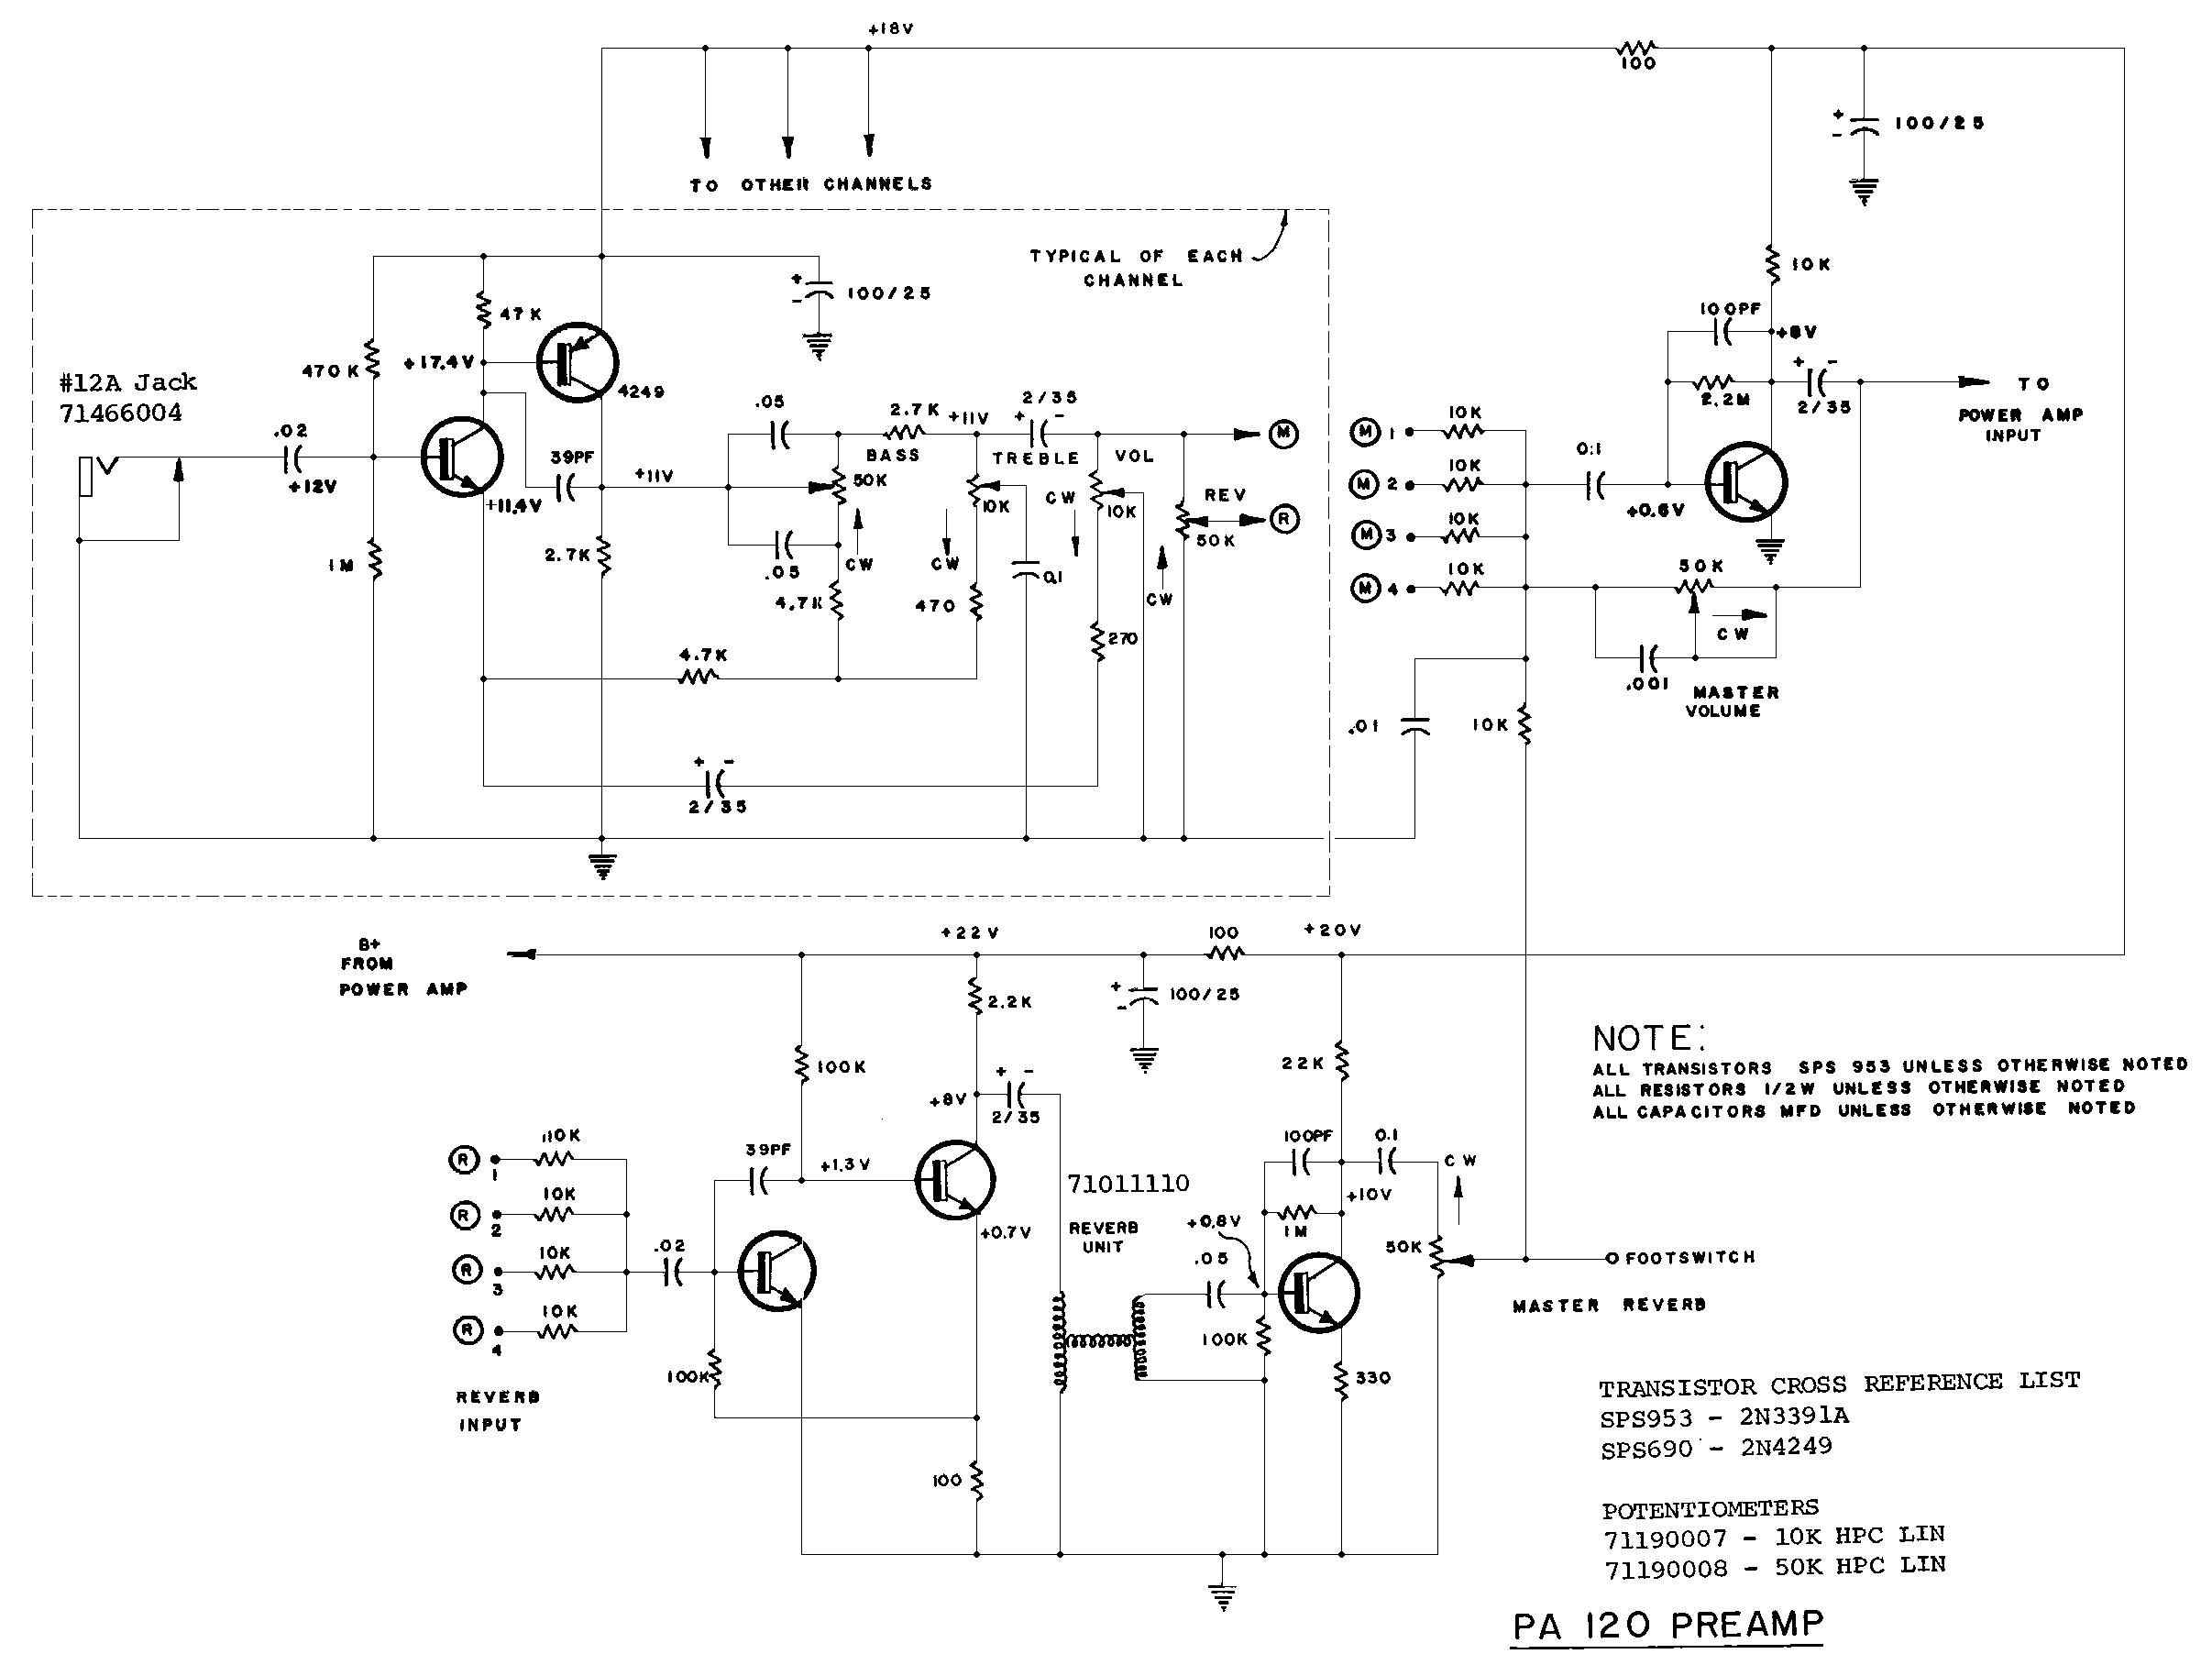 +18V
100
+
-
100/25
TO OTHER CHANNELS
TYPICAL OF EACH
CHANNEL
+
-
100/25
10K
47K
100PF
+8V
#12A Jack
71466004
470K
+17.4V
4249
+ -
2.2M
2/35
TO
POWER AMP
INPUT
.02
+12V
39PF
+11.4V
+11V
.05
2.7K
+11V
2/35
+ -
BASS
TREBLE
VOL
M
50K
10K
CW
10K
REV
R
50K
M 1
10K
M 2
10K
M 3
10K
M 4
10K
0.1
+0.6V
1M
2.7K
.05
CW
CW
0.1
CW
4.7K
470
270
50K
CW
.001
MASTER
VOLUME
4.7K
.01
10K
+ -
2/35
B+
FROM
POWER AMP
+22V
100
+20V
2.2K
+
-
100/25
100K
22K
NOTE:
ALL TRANSISTORS SPS 953 UNLESS OTHERWISE NOTED
ALL RESISTORS 1/2W UNLESS OTHERWISE NOTED
ALL CAPACITORS MFD UNLESS OTHERWISE NOTED
+8V
+ -
2/35
R 1
10K
R 2
10K
R 3
10K
R 4
10K
REVERB
INPUT
.02
39PF
+1.3V
+0.7V
100K
100
71011110
REVERB
UNIT
100PF
0.1
CW
+10V
+0.8V
1M
.05
100K
330
50K
FOOTSWITCH
MASTER REVERB
TRANSISTOR CROSS REFERENCE LIST
SPS953 - 2N3391A
SPS690 - 2N4249
POTENTIOMETERS
71190007 - 10K HPC LIN
71190008 - 50K HPC LIN
PA 120 PREAMP